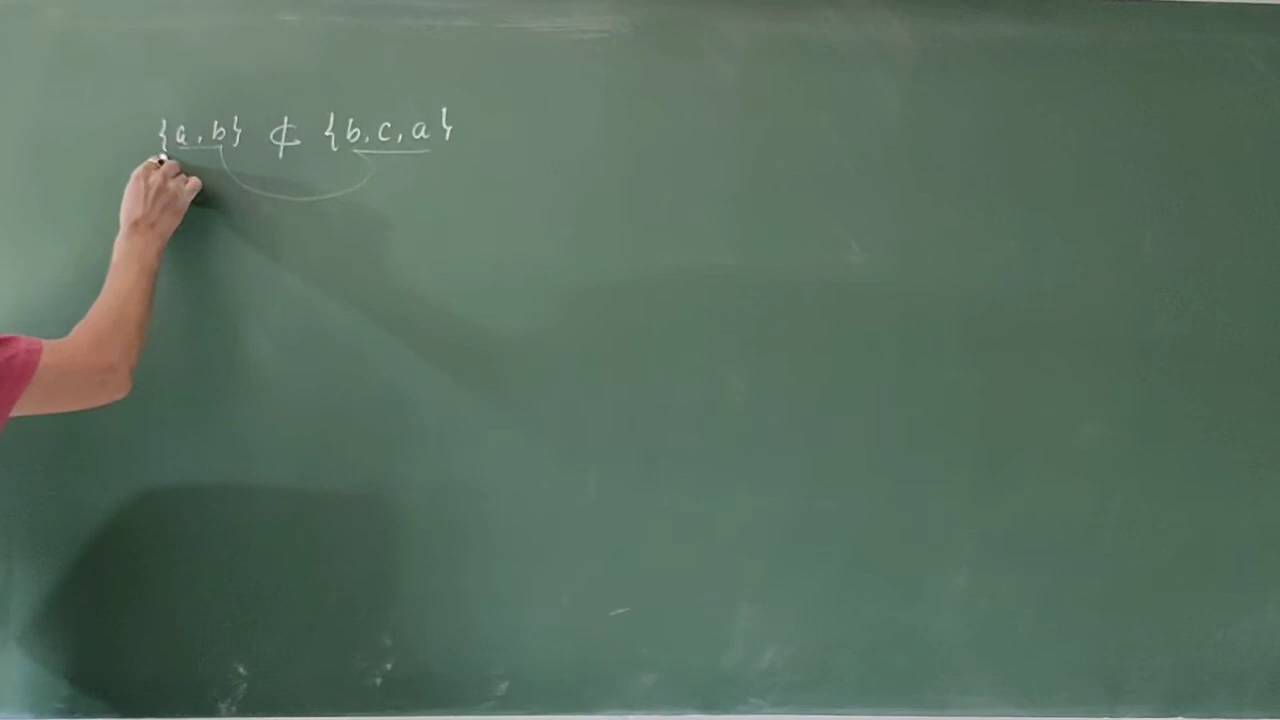 {a, b} ⊄ {b, c, a}